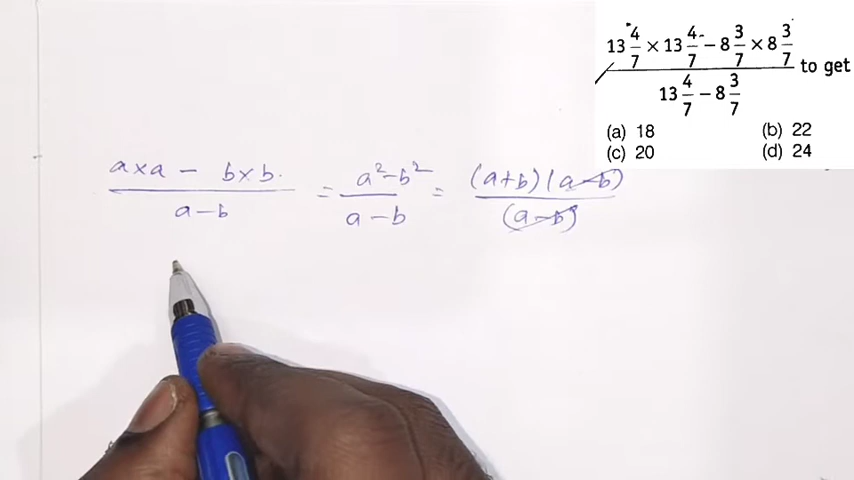 13 4/7 × 13 4/7 − 8 3/7 × 8 3/7
13 4/7 − 8 3/7
to get
(a) 18 (b) 22
(c) 20 (d) 24
a×a − b×b. = a²−b² = (a+b)(a−b)
a−b a−b (a−b)